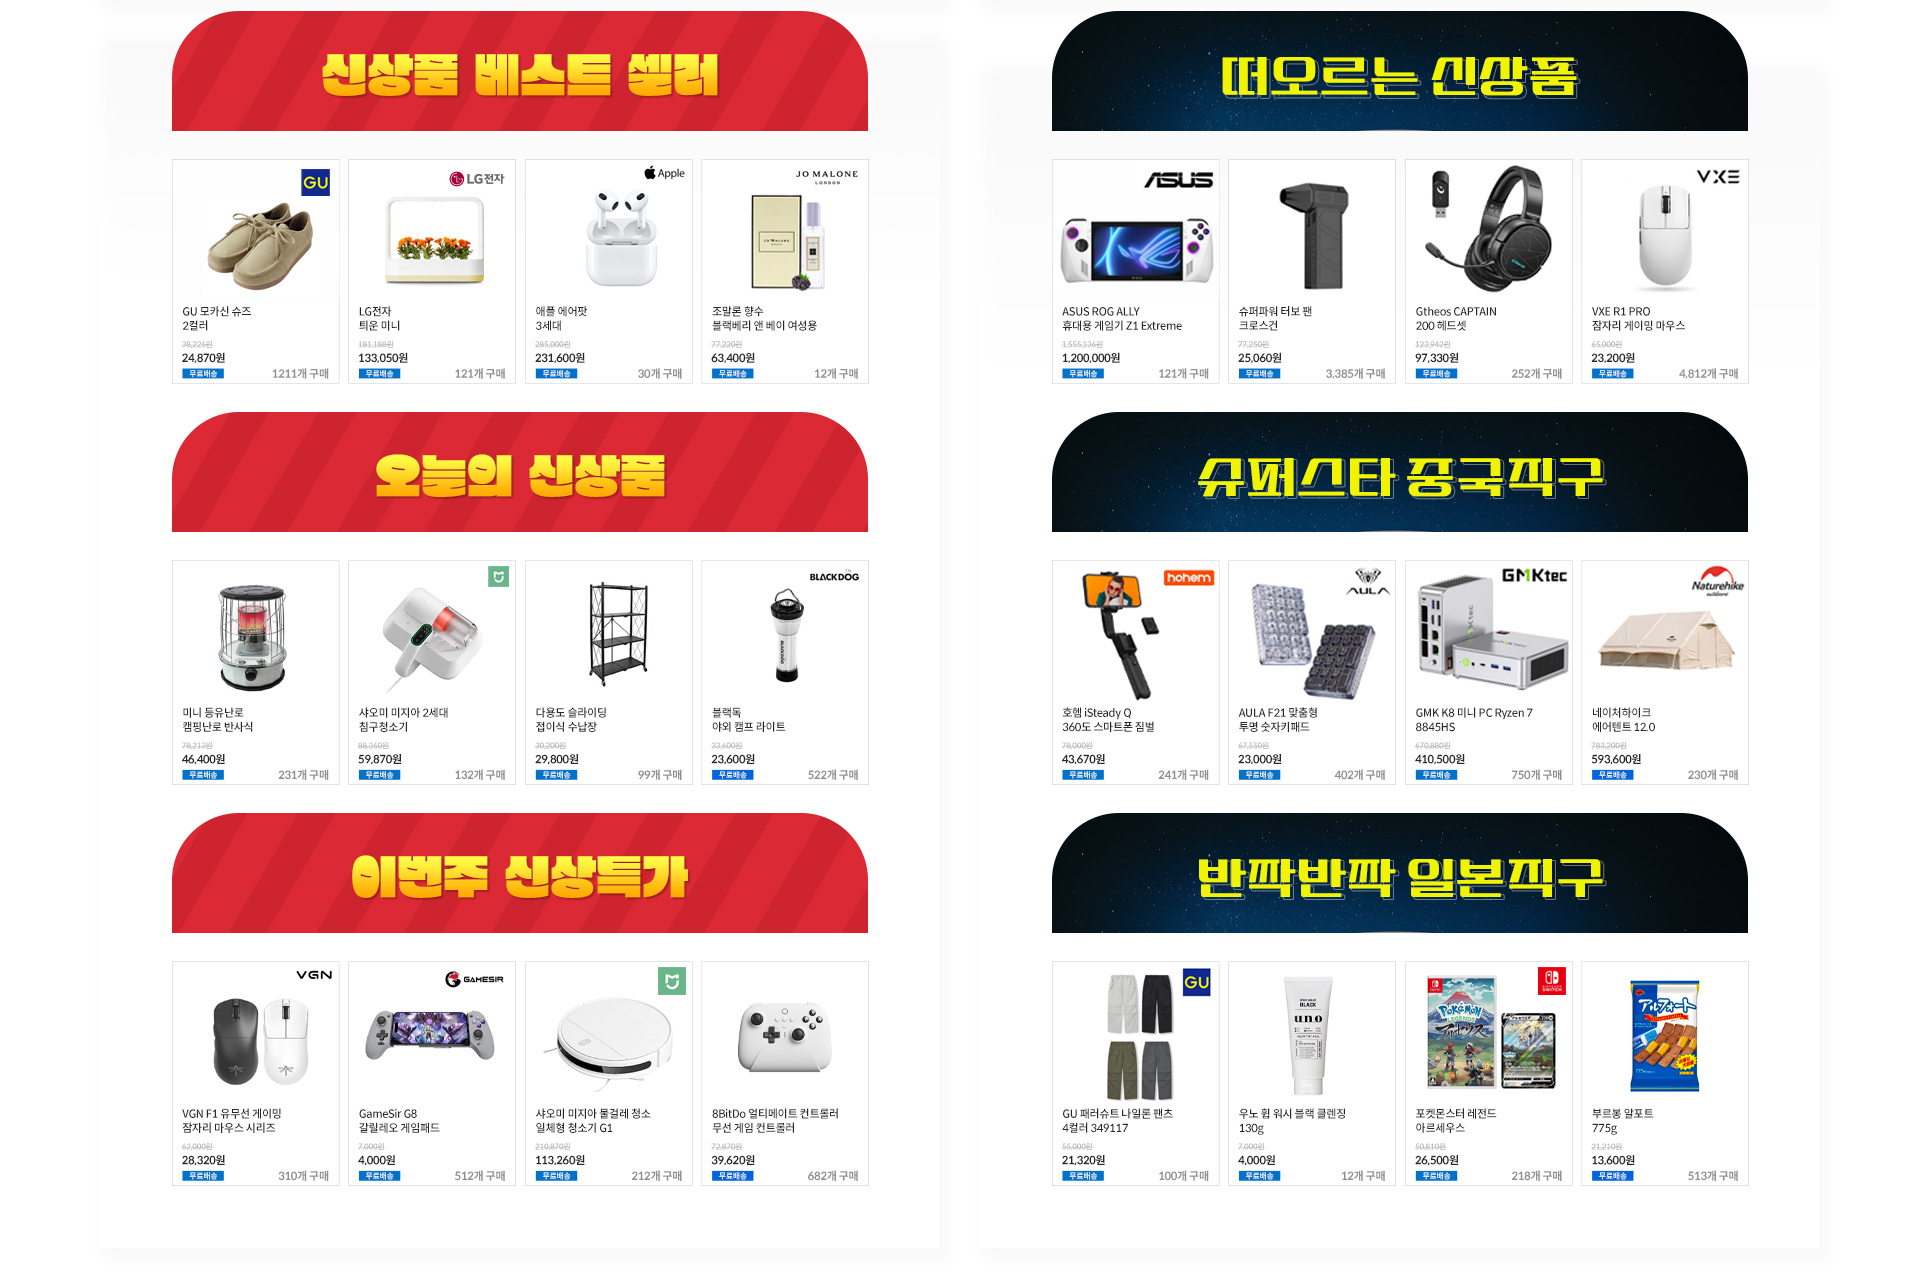 신상품 베스트 셀러
GU
GU 모카신 슈즈
2컬러
38,226원
24,870원
무료배송
1211개 구매
LG전자
LG전자
틔운 미니
181,188원
133,050원
무료배송
121개 구매
Apple
애플 에어팟
3세대
285,000원
231,600원
무료배송
30개 구매
JO MALONE
LONDON
JO MALONE
조말론 향수
블랙베리 앤 베이 여성용
77,220원
63,400원
무료배송
12개 구매
오늘의 신상품
미니 등유난로
캠핑난로 반사식
78,213원
46,400원
무료배송
231개 구매
샤오미 미지아 2세대
침구청소기
88,360원
59,870원
무료배송
132개 구매
다용도 슬라이딩
접이식 수납장
30,200원
29,800원
무료배송
99개 구매
BLACKDOG
블랙독
야외 캠프 라이트
33,600원
23,600원
무료배송
522개 구매
이번주 신상특가
VGN
VGN F1 유무선 게이밍
잠자리 마우스 시리즈
62,000원
28,320원
무료배송
310개 구매
GAMESIR
GameSir G8
갈릴레오 게임패드
7,000원
4,000원
무료배송
512개 구매
샤오미 미지아 물걸레 청소
일체형 청소기 G1
210,870원
113,260원
무료배송
212개 구매
8BitDo 얼티메이트 컨트롤러
무선 게임 컨트롤러
72,870원
39,620원
무료배송
682개 구매
떠오르는 신상품
ASUS
ASUS ROG ALLY
휴대용 게임기 Z1 Extreme
1,555,136원
1,200,000원
무료배송
121개 구매
슈퍼파워 터보 팬
크로스건
77,250원
25,060원
무료배송
3,385개 구매
Gtheos CAPTAIN
200 헤드셋
123,942원
97,330원
무료배송
252개 구매
VXE
VXE R1 PRO
잠자리 게이밍 마우스
65,000원
23,200원
무료배송
4,812개 구매
슈퍼스타 중국직구
hohem
호헴 iSteady Q
360도 스마트폰 짐벌
78,000원
43,670원
무료배송
241개 구매
AULA
AULA F21 맞춤형
투명 숫자키패드
67,550원
23,000원
무료배송
402개 구매
GMKtec
GMK K8 미니 PC Ryzen 7
8845HS
670,880원
410,500원
무료배송
750개 구매
Naturehike
outdoors
네이처하이크
에어텐트 12.0
783,200원
593,600원
무료배송
230개 구매
반짝반짝 일본직구
GU
GU 패러슈트 나일론 팬츠
4컬러 349117
55,000원
21,320원
무료배송
100개 구매
BLACK
uno
우노 휩 워시 블랙 클렌징
130g
7,000원
4,000원
무료배송
12개 구매
SWITCH
Pokémon
LEGENDS
アルセウス
포켓몬스터 레전드
아르세우스
50,810원
26,500원
무료배송
218개 구매
アルフォート
부르봉 알포트
775g
21,210원
13,600원
무료배송
513개 구매